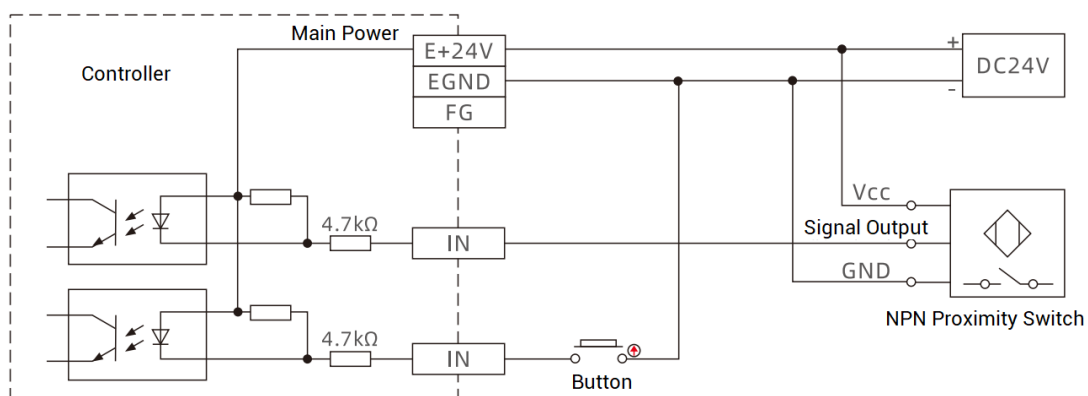 Main Power
E+24V
EGND
FG
Controller
+
DC24V
-
Vcc
Signal Output
GND
NPN Proximity Switch
4.7kΩ
IN
4.7kΩ
IN
Button